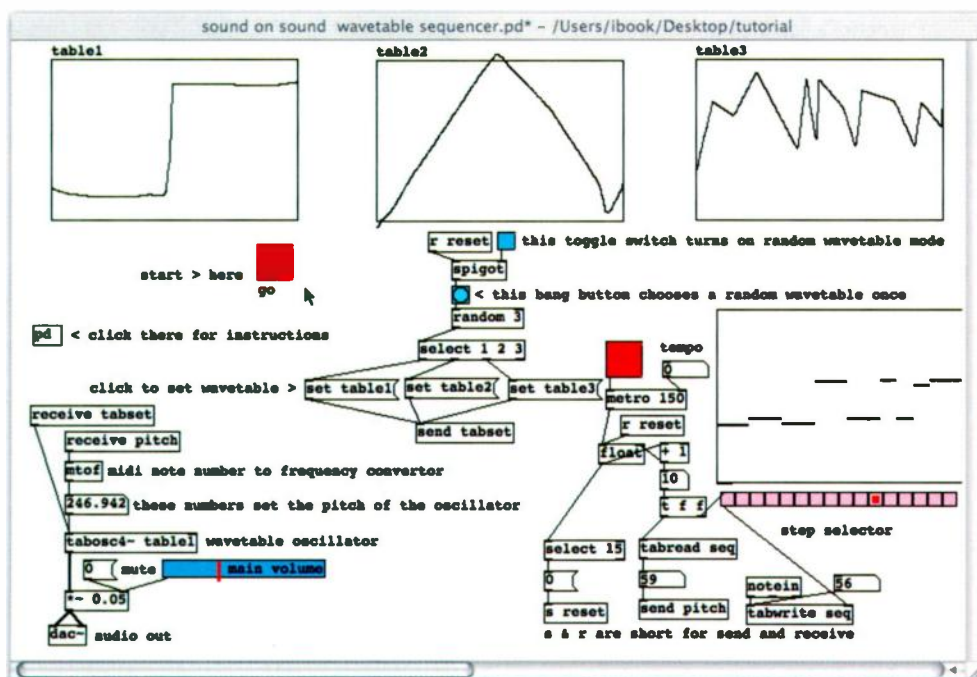 sound on sound wavetable sequencer.pd* - /Users/ibook/Desktop/tutorial
table1
table2
table3
r reset
this toggle switch turns on random wavetable mode
start > here
go
spigot
< this bang button chooses a random wavetable once
random 3
pd < click there for instructions
select 1 2 3
tempo
0
click to set wavetable >
set table1
set table2
set table3
metro 150
receive tabset
send tabset
r reset
receive pitch
float
+ 1
mtof
midi note number to frequency convertor
10
246.942
these numbers set the pitch of the oscillator
t f f
step selector
tabosc4~ table1
wavetable oscillator
select 15
tabread seq
0
mute
main volume
0
59
notein
56
*~ 0.05
s reset
send pitch
tabwrite seq
dac~
audio out
s & r are short for send and receive